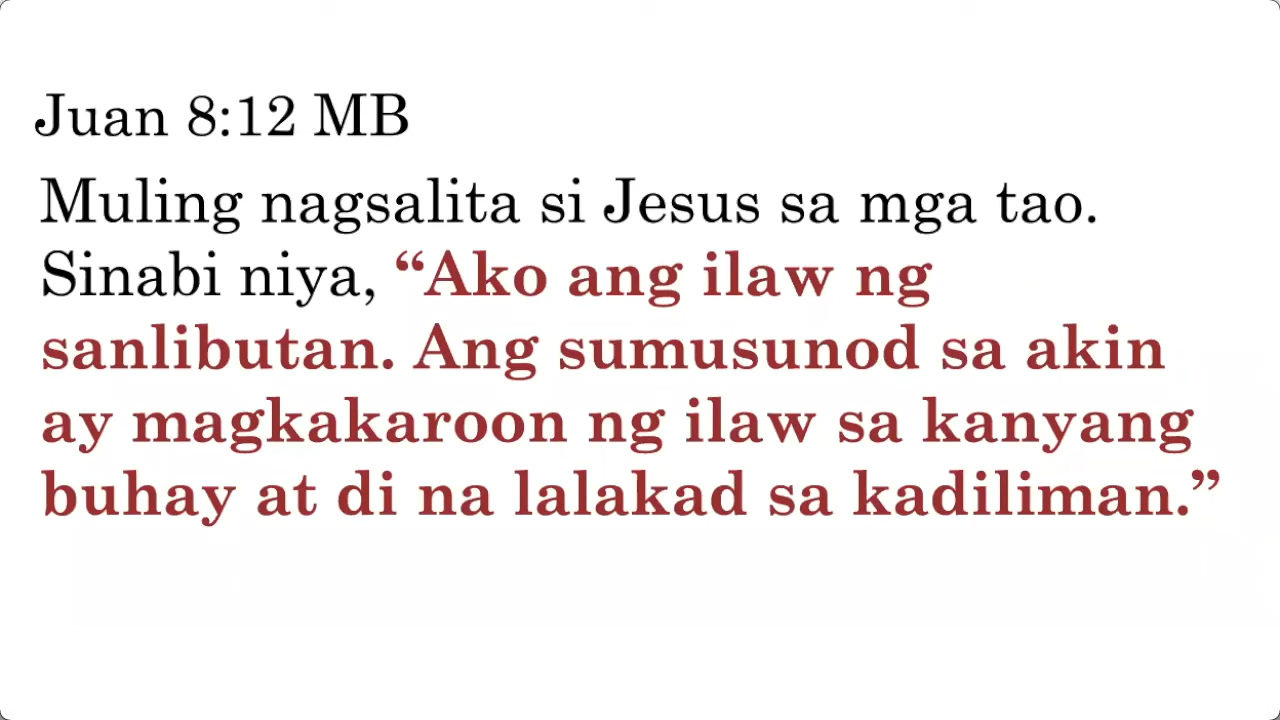 Juan 8:12 MB
Muling nagsalita si Jesus sa mga tao.
Sinabi niya, “Ako ang ilaw ng
sanlibutan. Ang sumusunod sa akin
ay magkakaroon ng ilaw sa kanyang
buhay at di na lalakad sa kadiliman.”